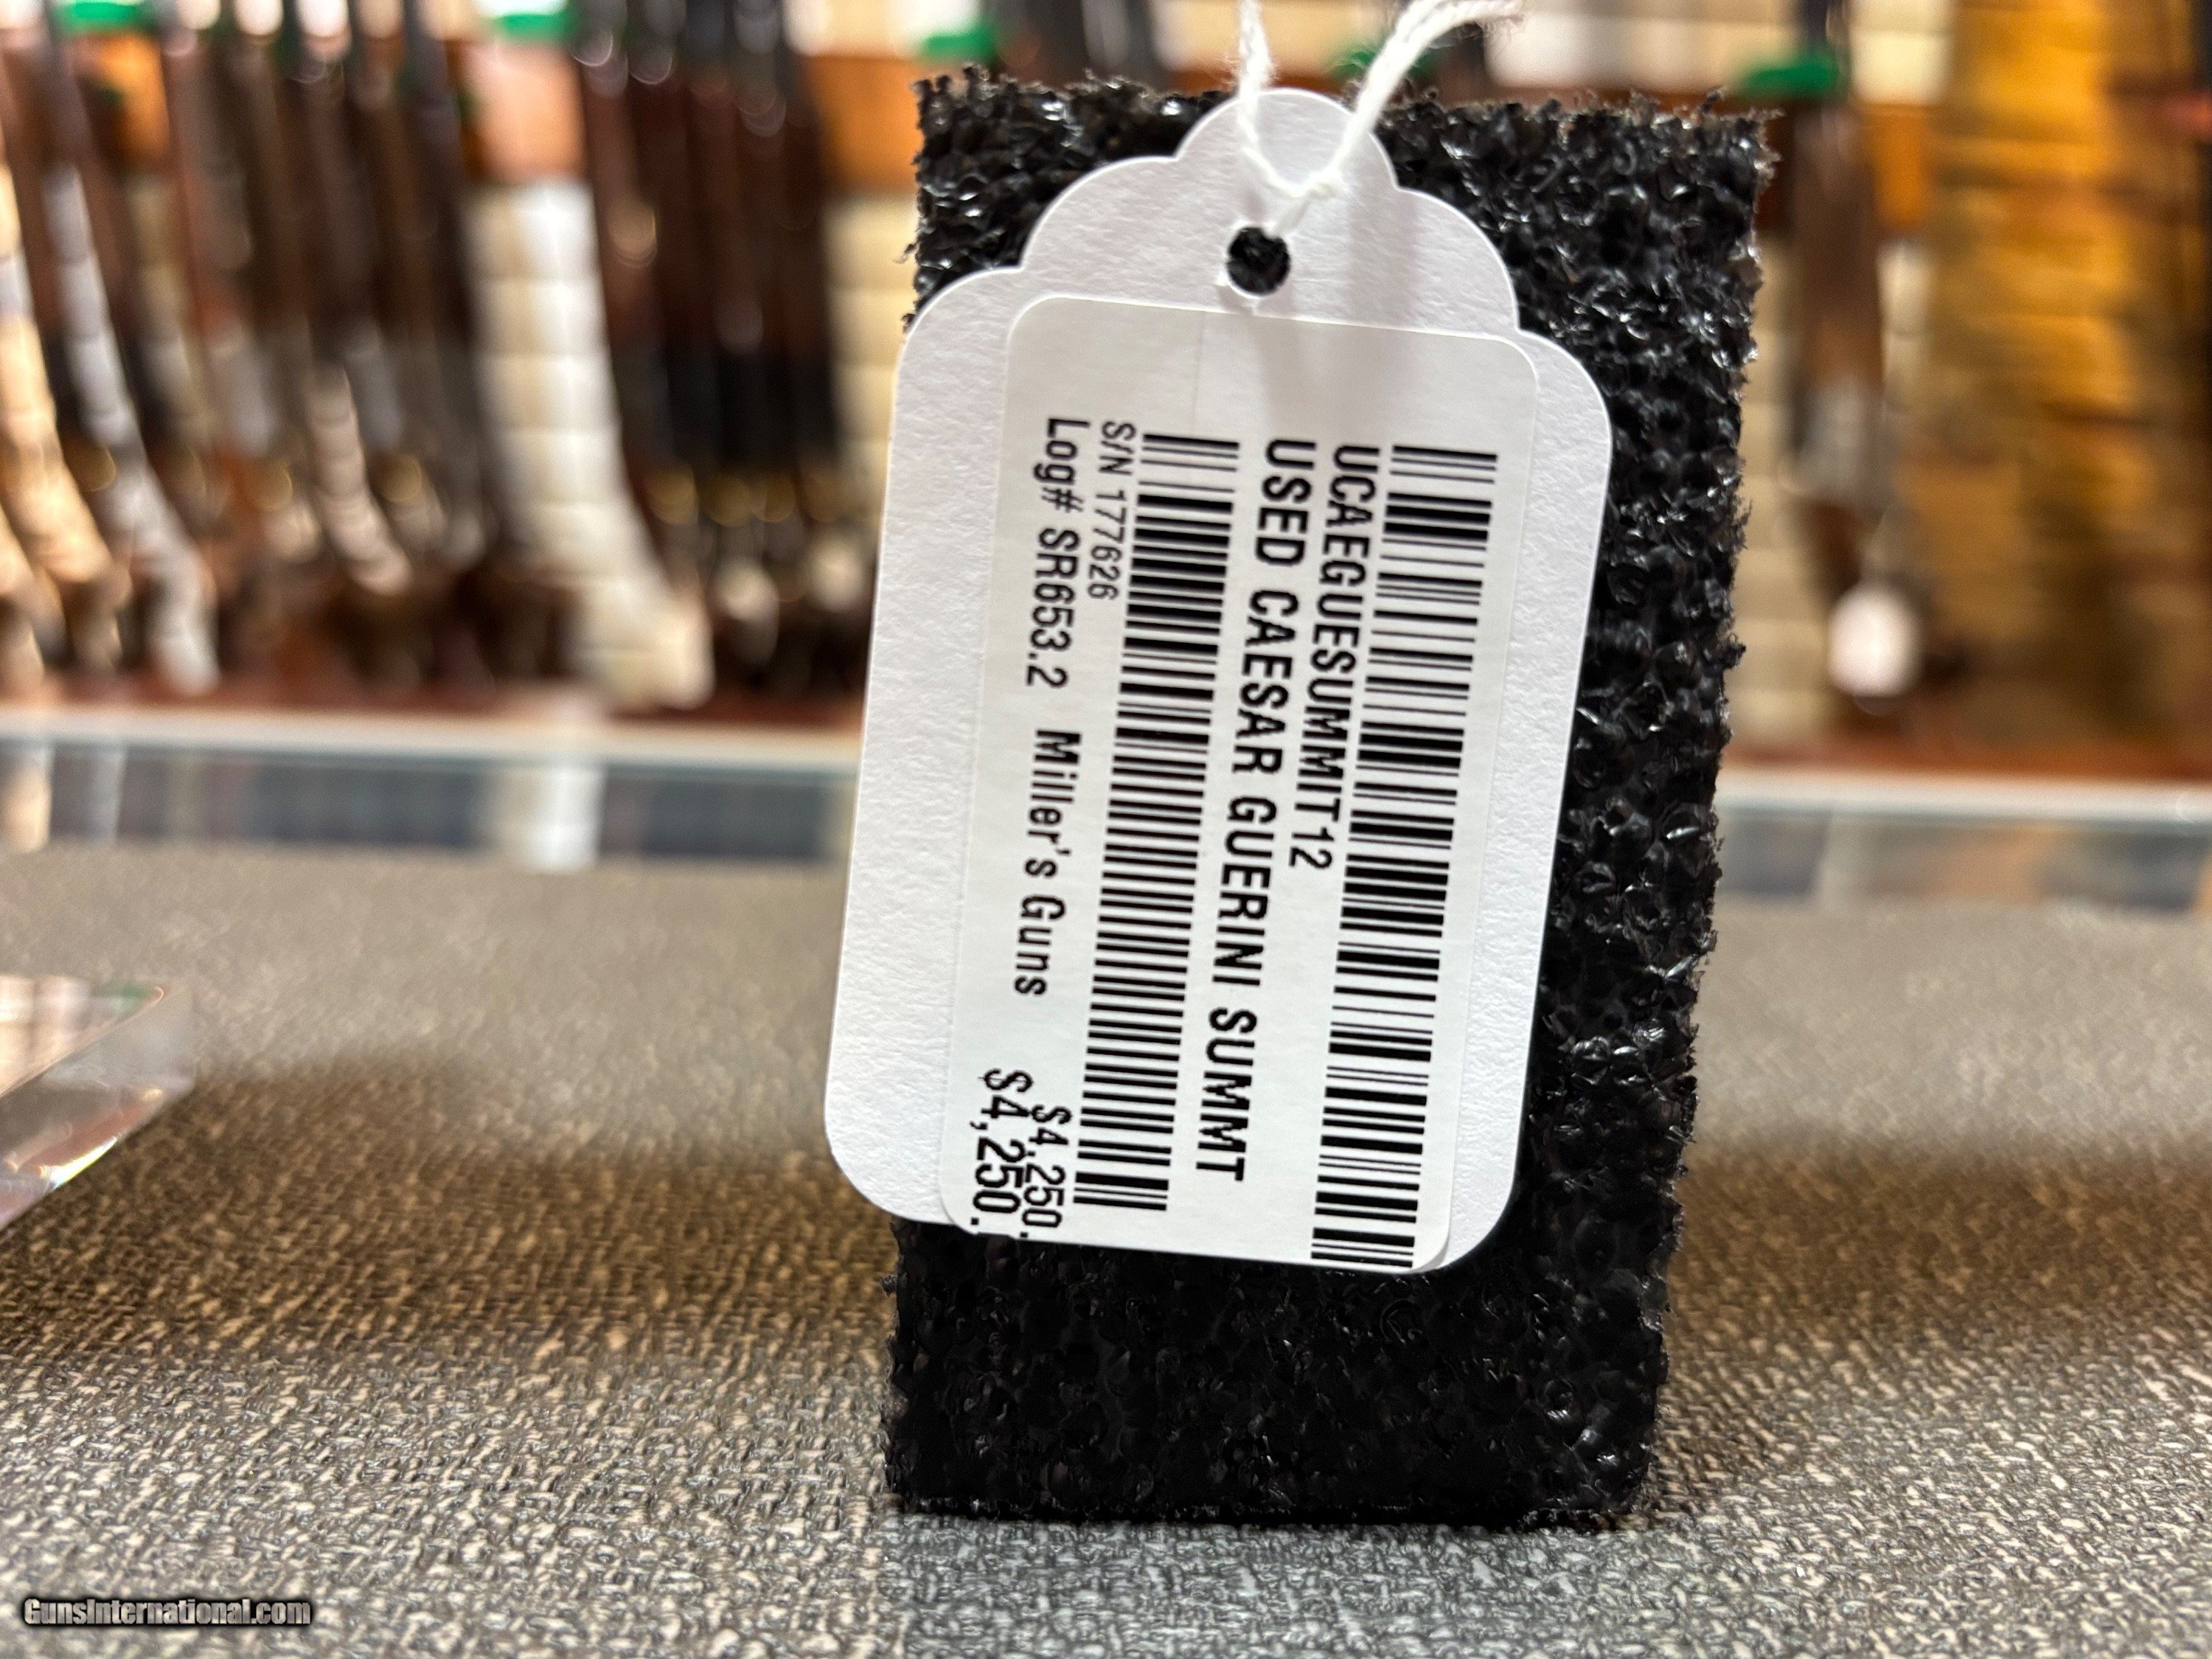 UCAEGUESUMMIT12
USED CAESAR GUERINI SUMMT
S/N 177626
$4,250.
Log# SR653.2 Miller's Guns
$4,250.
GunsInternational.com